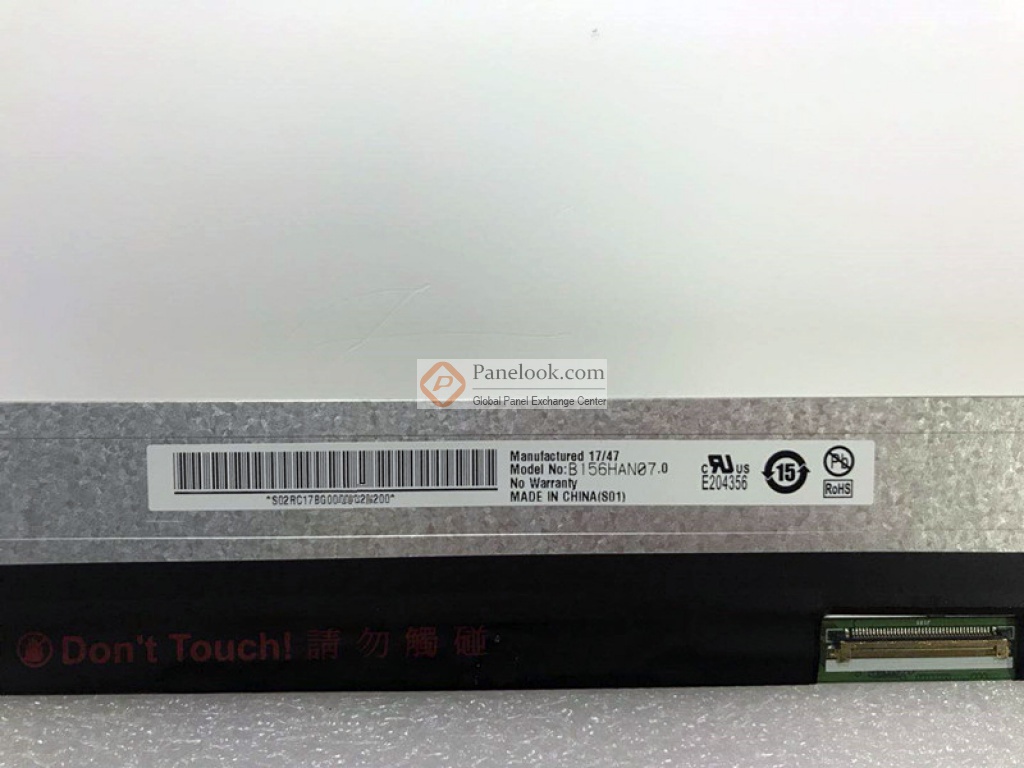 Panelook.com
Global Panel Exchange Center
Manufactured 17/47
Model No:B156HAN07.0
No Warranty
MADE IN CHINA(S01)
C UL US
E204356
15
Pb
RoHS
Don't Touch! 請勿觸碰